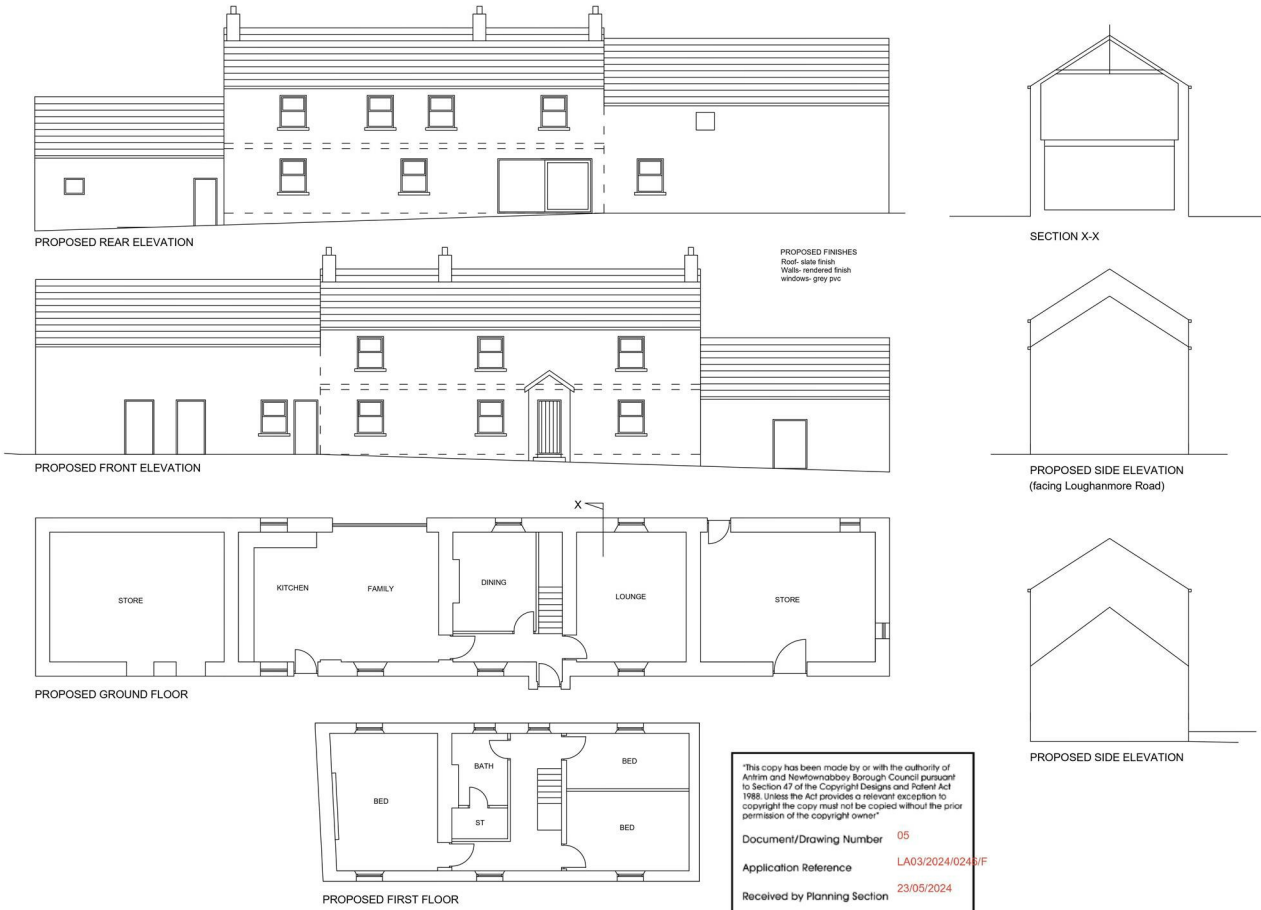 PROPOSED REAR ELEVATION
SECTION X-X
PROPOSED FINISHES
Roof- slate finish
Walls- rendered finish
windows- grey pvc
PROPOSED FRONT ELEVATION
PROPOSED SIDE ELEVATION
(facing Loughanmore Road)
X
STORE
KITCHEN
FAMILY
DINING
LOUNGE
STORE
PROPOSED GROUND FLOOR
PROPOSED SIDE ELEVATION
BED
BATH
ST
BED
BED
PROPOSED FIRST FLOOR
"This copy has been made by or with the authority of
Antrim and Newtownabbey Borough Council pursuant
to Section 47 of the Copyright Designs and Patent Act
1988. Unless the Act provides a relevant exception to
copyright the copy must not be copied without the prior
permission of the copyright owner"
Document/Drawing Number 05
Application Reference LA03/2024/0246/F
Received by Planning Section 23/05/2024